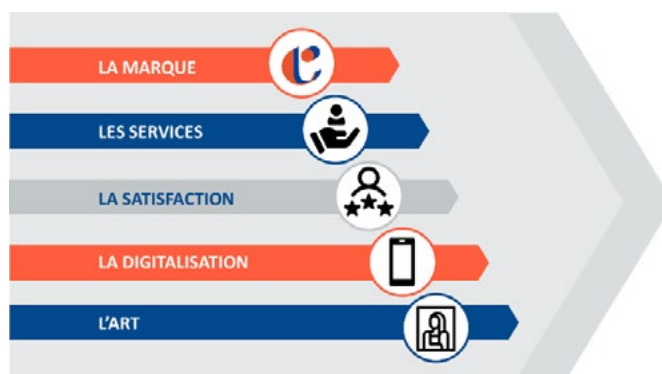 LA MARQUE
LES SERVICES
LA SATISFACTION
LA DIGITALISATION
L'ART